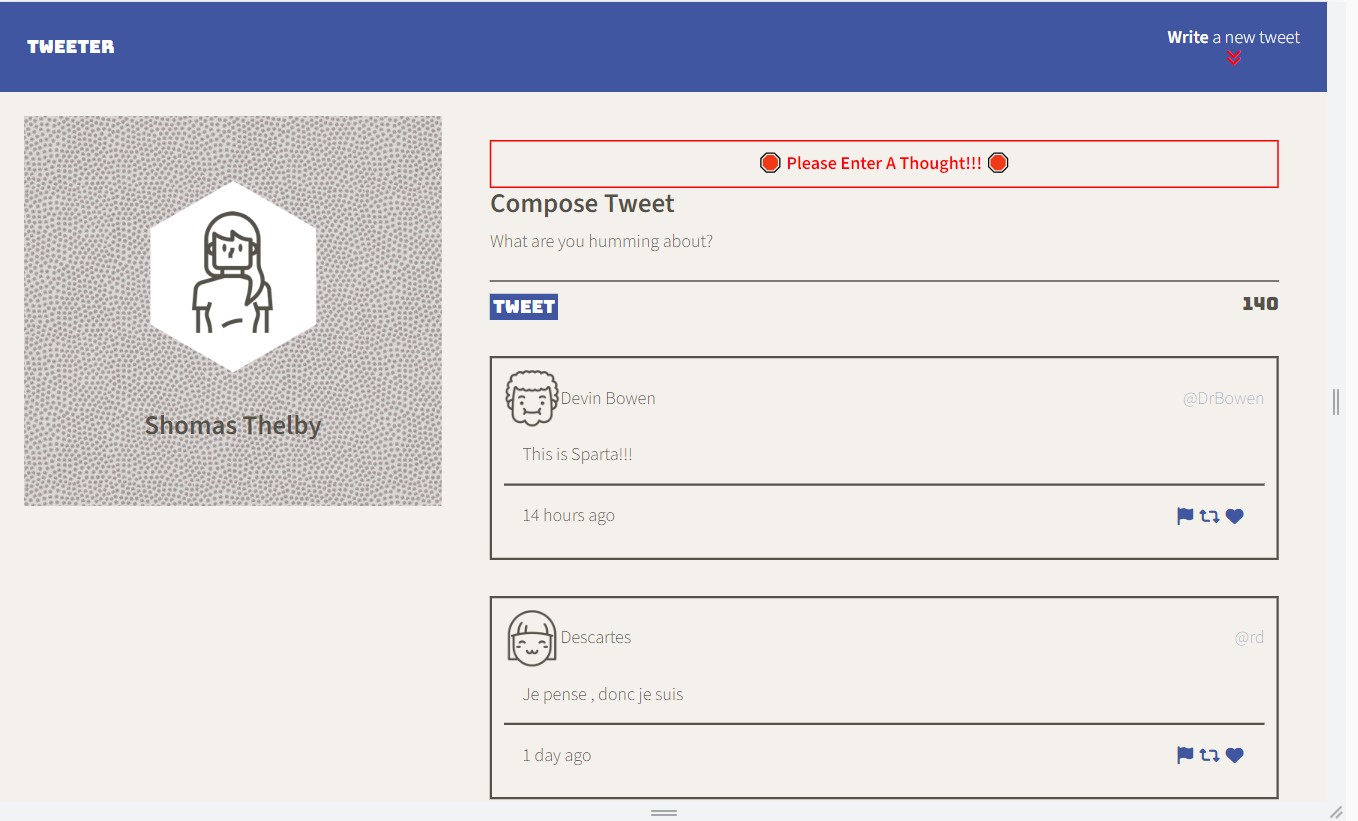 TWEETER
Write a new tweet
Shomas Thelby
Please Enter A Thought!!!
Compose Tweet
What are you humming about?
TWEET
140
Devin Bowen
@DrBowen
This is Sparta!!!
14 hours ago
Descartes
@rd
Je pense , donc je suis
1 day ago